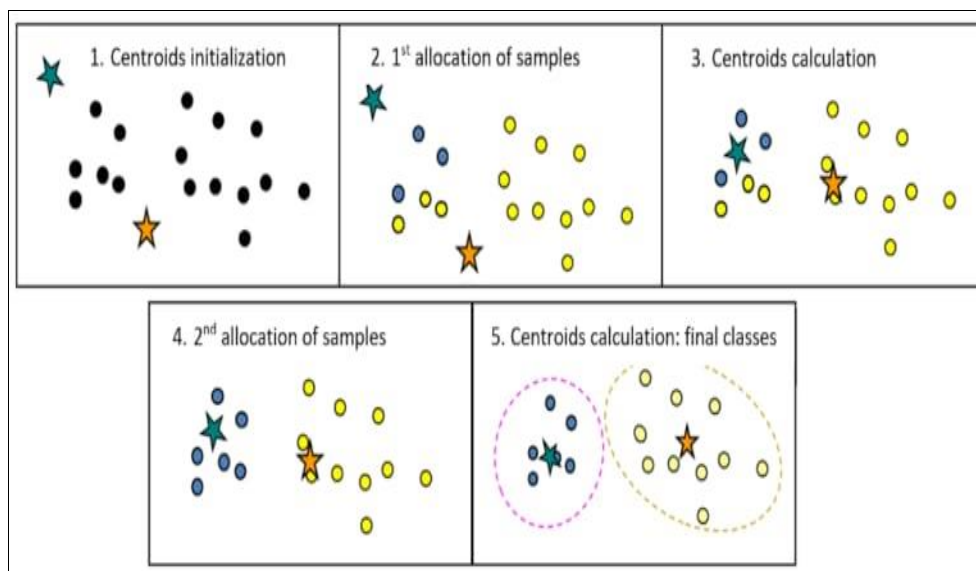 1. Centroids initialization
2. 1st allocation of samples
3. Centroids calculation
4. 2nd allocation of samples
5. Centroids calculation: final classes